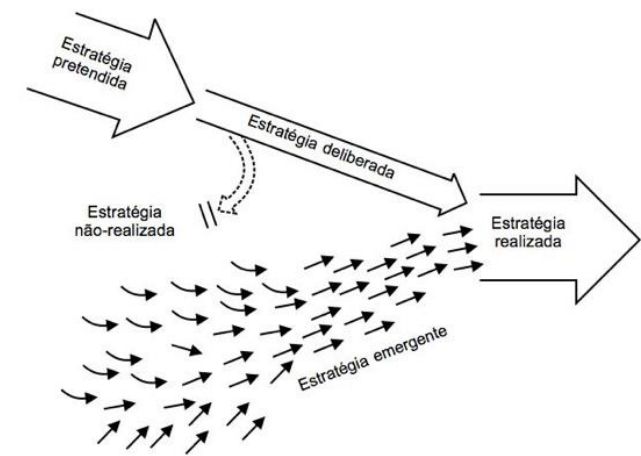 Estratégia
pretendida
Estratégia deliberada
Estratégia
não-realizada
Estratégia
realizada
Estratégia emergente